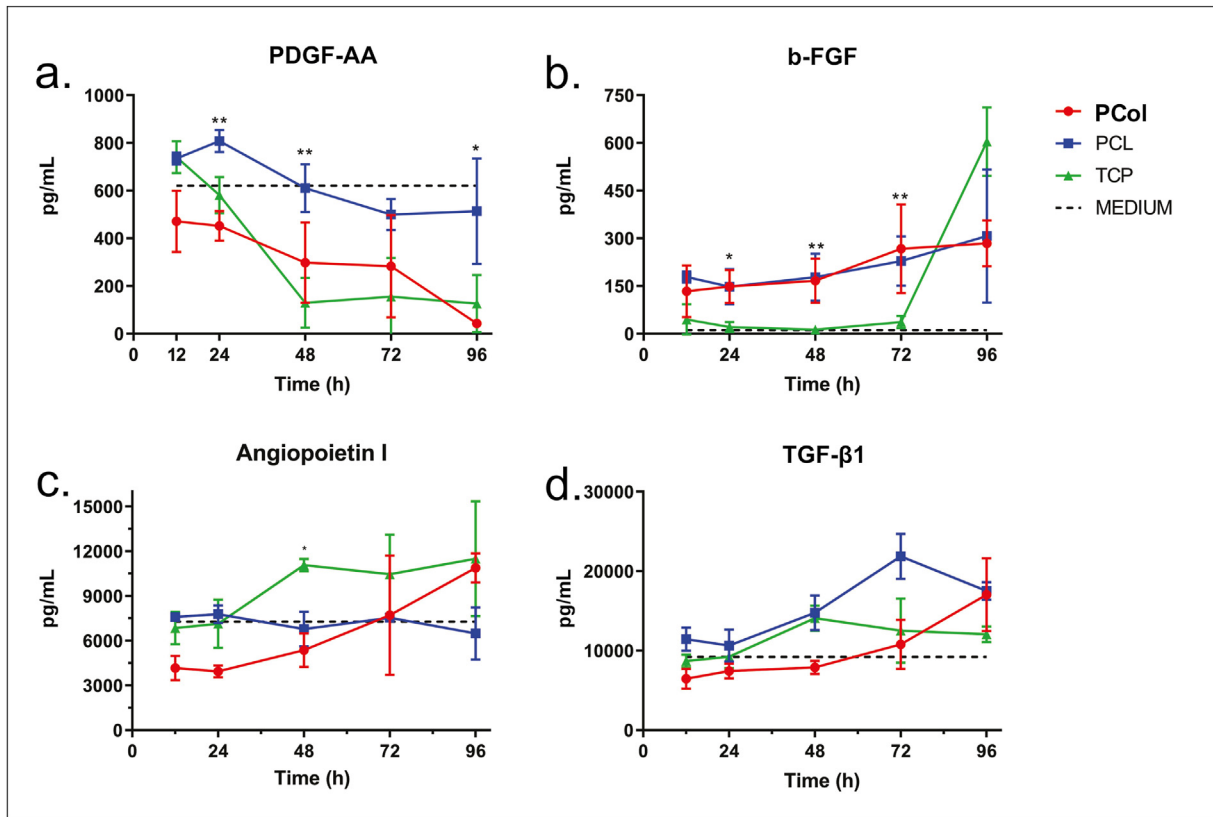 a.
PDGF-AA
**
**
*
1000
800
600
400
200
0
pg/mL
0 12 24 48 72 96
Time (h)
b.
b-FGF
*
**
**
750
600
450
300
150
0
pg/mL
0 24 48 72 96
Time (h)
PCol
PCL
TCP
MEDIUM
c.
Angiopoietin I
*
15000
12000
9000
6000
3000
0
pg/mL
0 24 48 72 96
Time (h)
d.
TGF-β1
30000
20000
10000
0
pg/mL
0 24 48 72 96
Time (h)